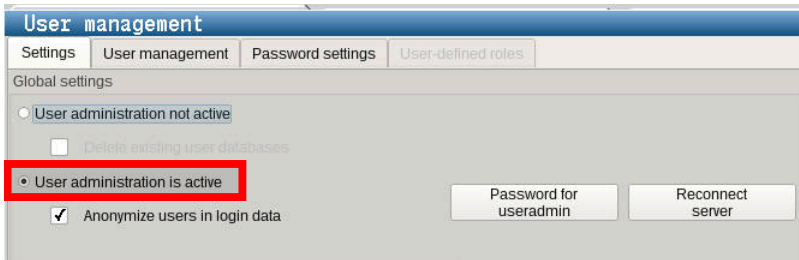 User management
Settings User management Password settings User-defined roles
Global settings
User administration not active
Delete existing user databases
User administration is active
Anonymize users in login data
Password for
useradmin
Reconnect
server